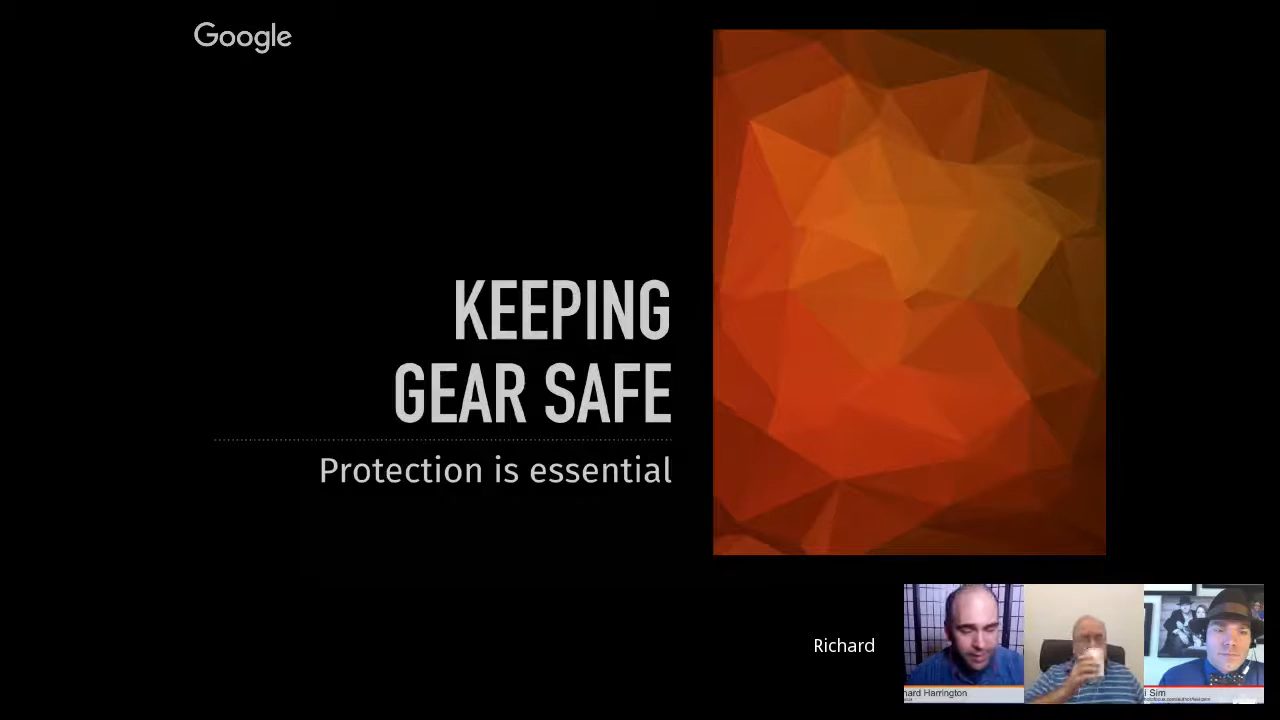 Google
KEEPING
GEAR SAFE
Protection is essential
Richard
hard Harrington
i Sim